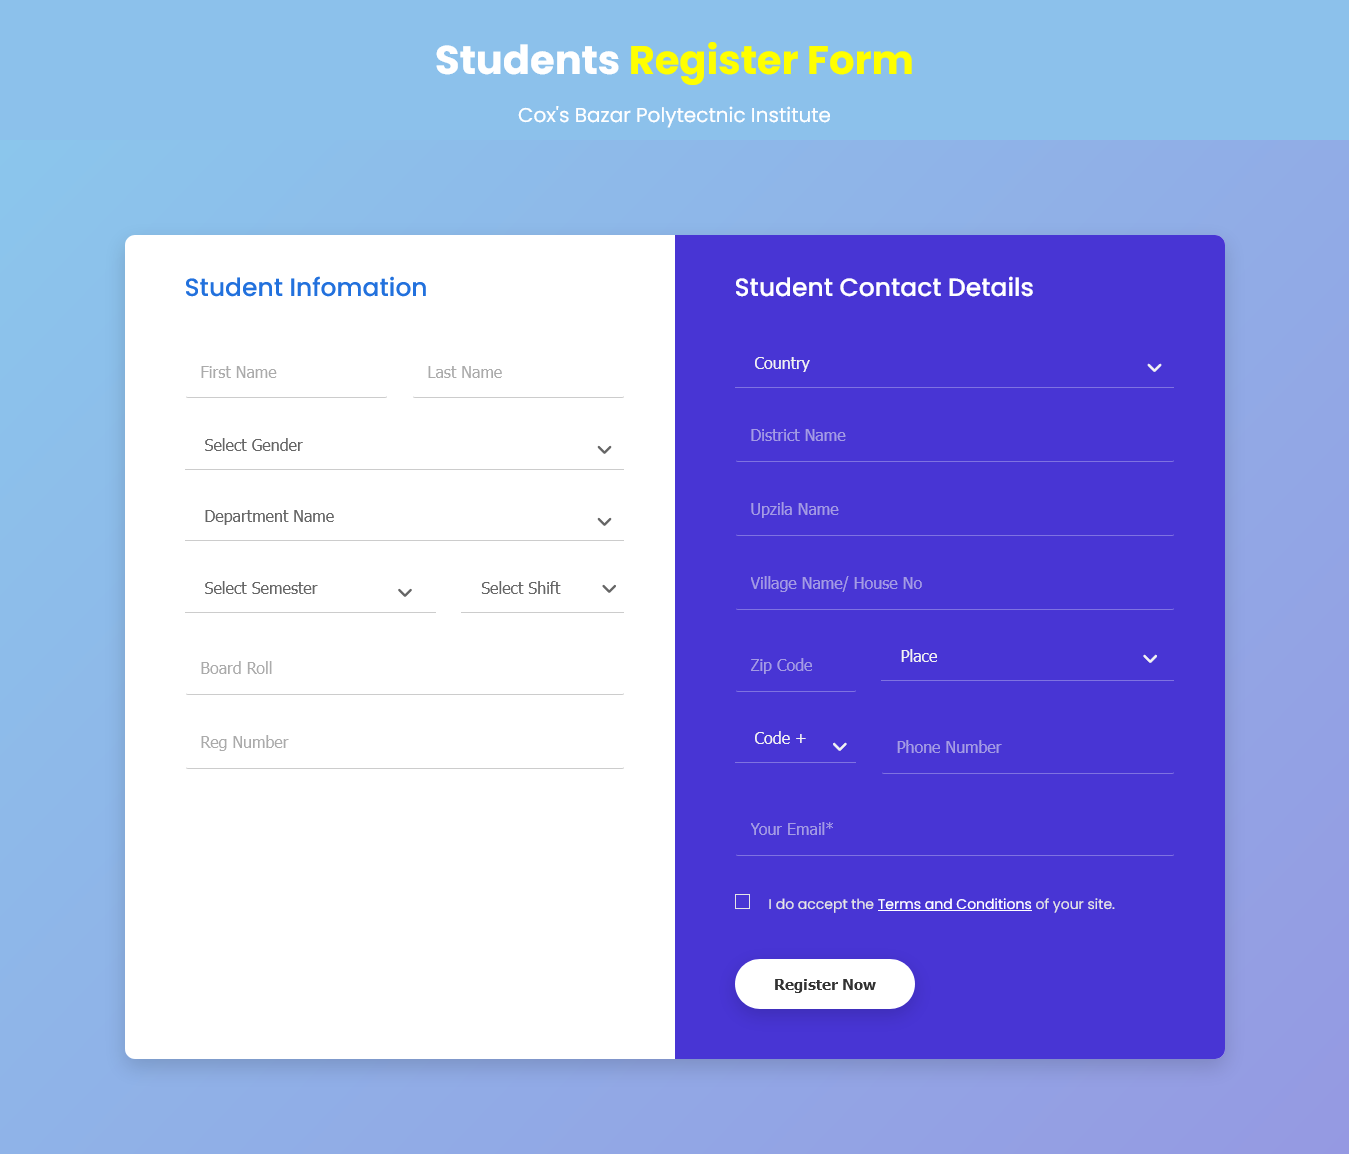 Students Register Form
Cox's Bazar Polytectnic Institute
Student Infomation
First Name
Last Name
Select Gender
Department Name
Select Semester
Select Shift
Board Roll
Reg Number
Student Contact Details
Country
District Name
Upzila Name
Village Name/ House No
Zip Code
Place
Code +
Phone Number
Your Email*
I do accept the Terms and Conditions of your site.
Register Now